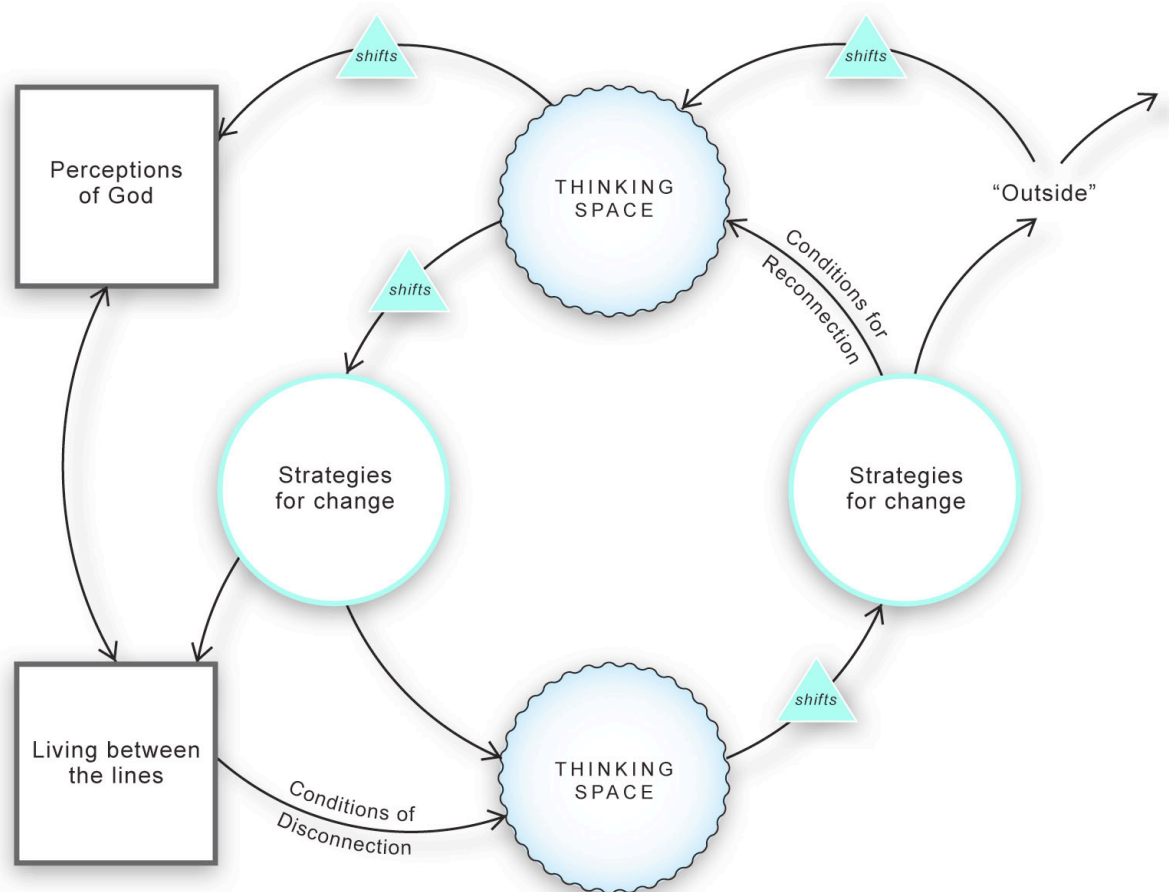 shifts
shifts
Perceptions
of God
THINKING
SPACE
“Outside”
Conditions for
Reconnection
shifts
Strategies
for change
Strategies
for change
shifts
Living between
the lines
Conditions of
Disconnection
THINKING
SPACE